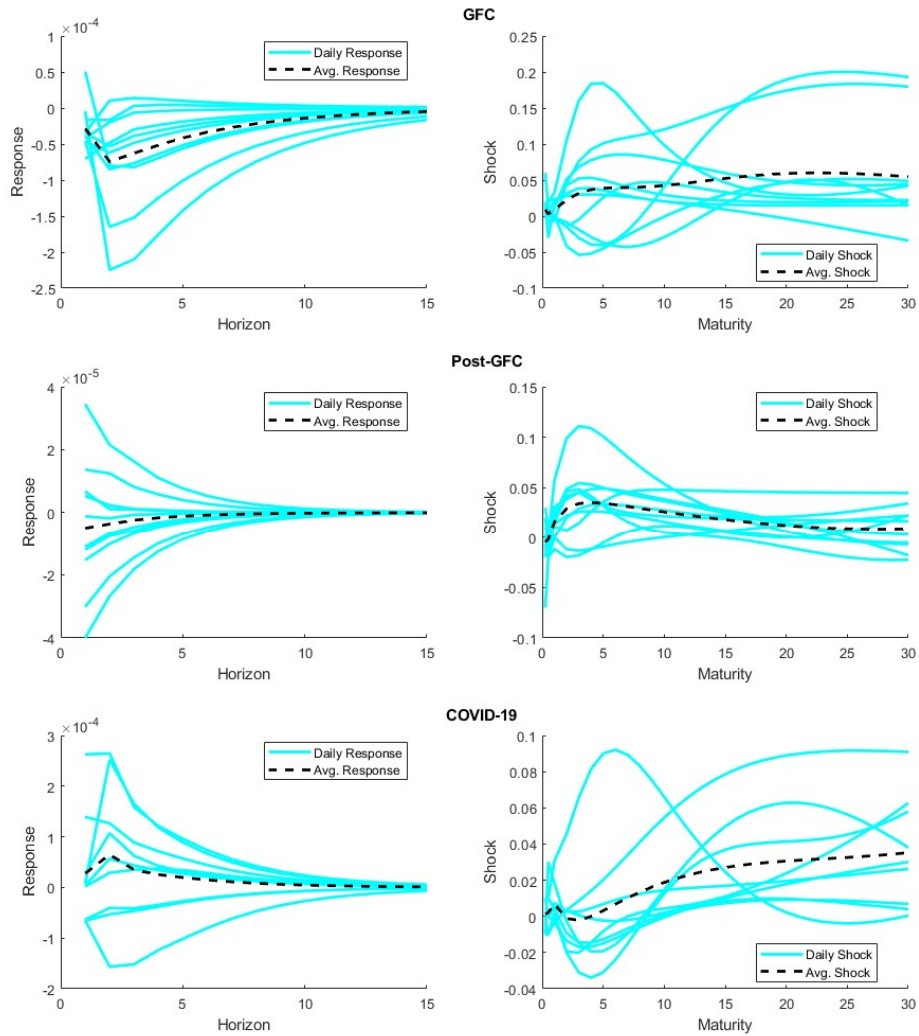 GFC
×10⁻⁴
1
0.5
0
-0.5
-1
-1.5
-2
-2.5
0
5
10
15
Response
Horizon
Daily Response
Avg. Response
0.25
0.2
0.15
0.1
0.05
0
-0.05
-0.1
0
5
10
15
20
25
30
Shock
Maturity
Daily Shock
Avg. Shock
Post-GFC
×10⁻⁵
4
2
0
-2
-4
0
5
10
15
Response
Horizon
Daily Response
Avg. Response
0.15
0.1
0.05
0
-0.05
-0.1
0
5
10
15
20
25
30
Shock
Maturity
Daily Shock
Avg. Shock
COVID-19
×10⁻⁴
3
2
1
0
-1
-2
0
5
10
15
Response
Horizon
Daily Response
Avg. Response
0.1
0.08
0.06
0.04
0.02
0
-0.02
-0.04
0
5
10
15
20
25
30
Shock
Maturity
Daily Shock
Avg. Shock